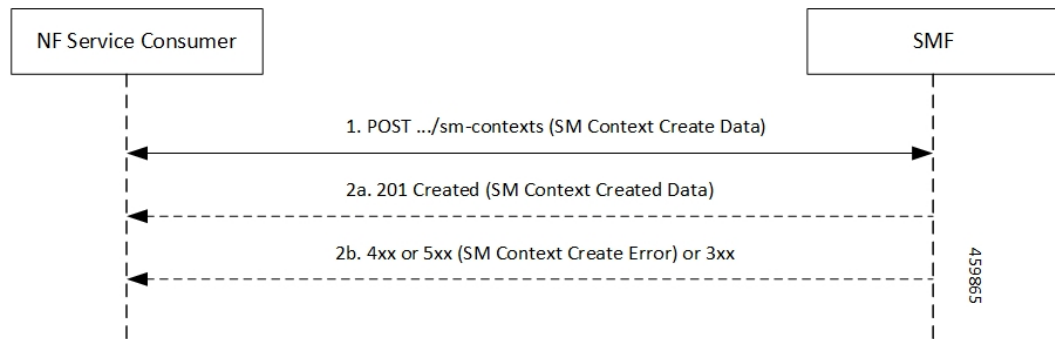 NF Service Consumer
SMF
1. POST .../sm-contexts (SM Context Create Data)
2a. 201 Created (SM Context Created Data)
2b. 4xx or 5xx (SM Context Create Error) or 3xx
459865